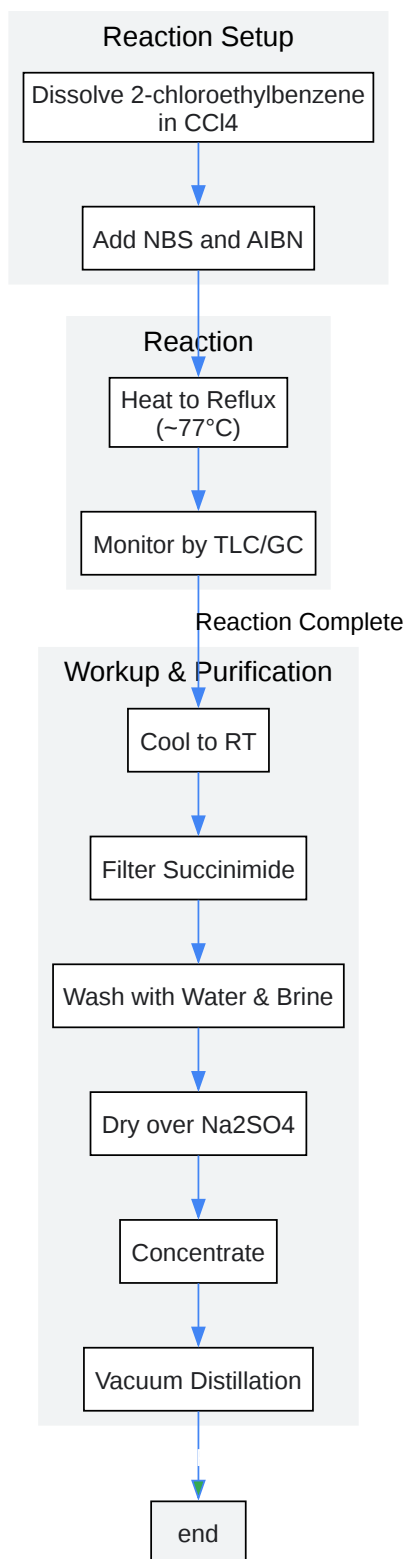 Reaction Setup
Dissolve 2-chloroethylbenzene
in CCl4
Add NBS and AIBN
Reaction
Heat to Reflux
(~77°C)
Monitor by TLC/GC
Reaction Complete
Workup & Purification
Cool to RT
Filter Succinimide
Wash with Water & Brine
Dry over Na2SO4
Concentrate
Vacuum Distillation
end